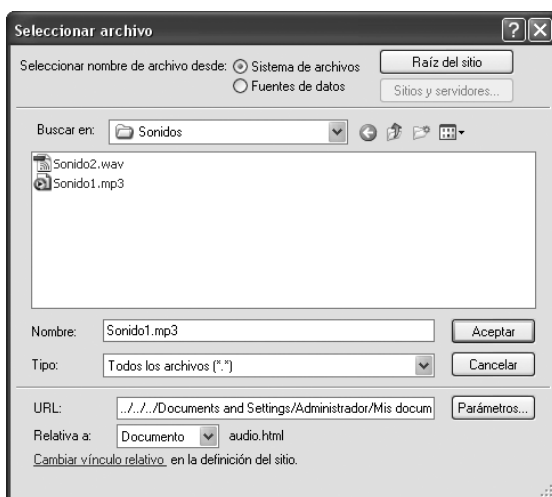 Seleccionar archivo
Seleccionar nombre de archivo desde: Sistema de archivos Raíz del sitio
Fuentes de datos Sitios y servidores...
Buscar en: Sonidos
Sonido2.wav
Sonido1.mp3
Nombre: Sonido1.mp3 Aceptar
Tipo: Todos los archivos (*.*) Cancelar
URL: ../../../Documents and Settings/Administrador/Mis docum Parámetros...
Relativa a: Documento audio.html
Cambiar vínculo relativo en la definición del sitio.